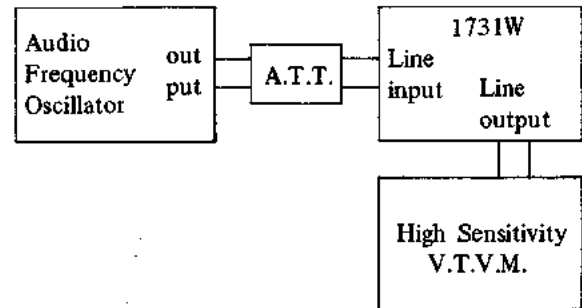 Audio
Frequency
Oscillator
out
put
A.T.T.
1731W
Line
input
Line
output
High Sensitivity
V.T.V.M.